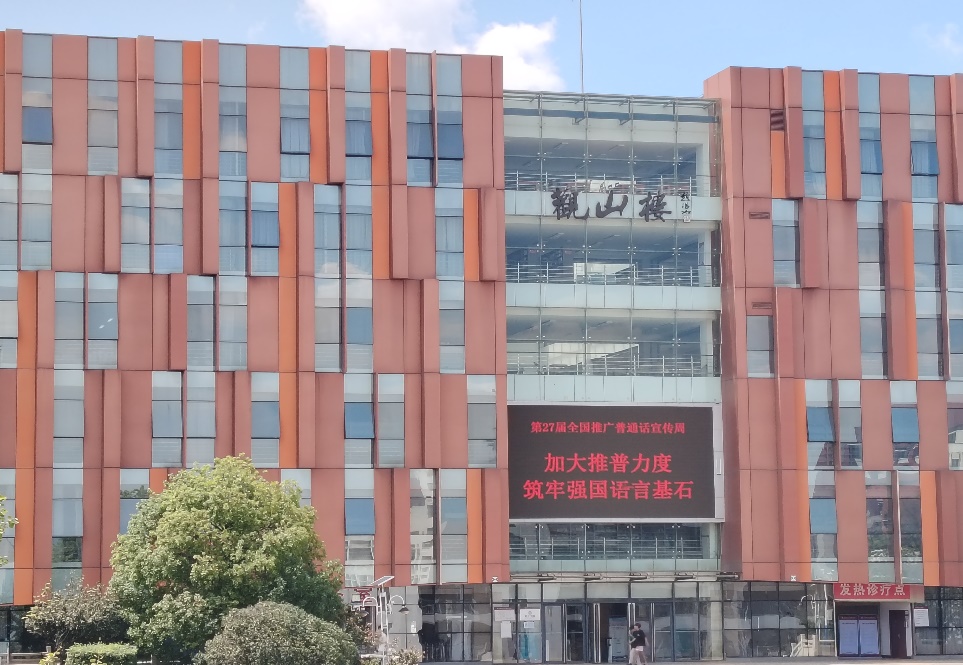 觀山樓
第27届全国推广普通话宣传周
加大推普力度
筑牢强国语言基石
发热诊疗点